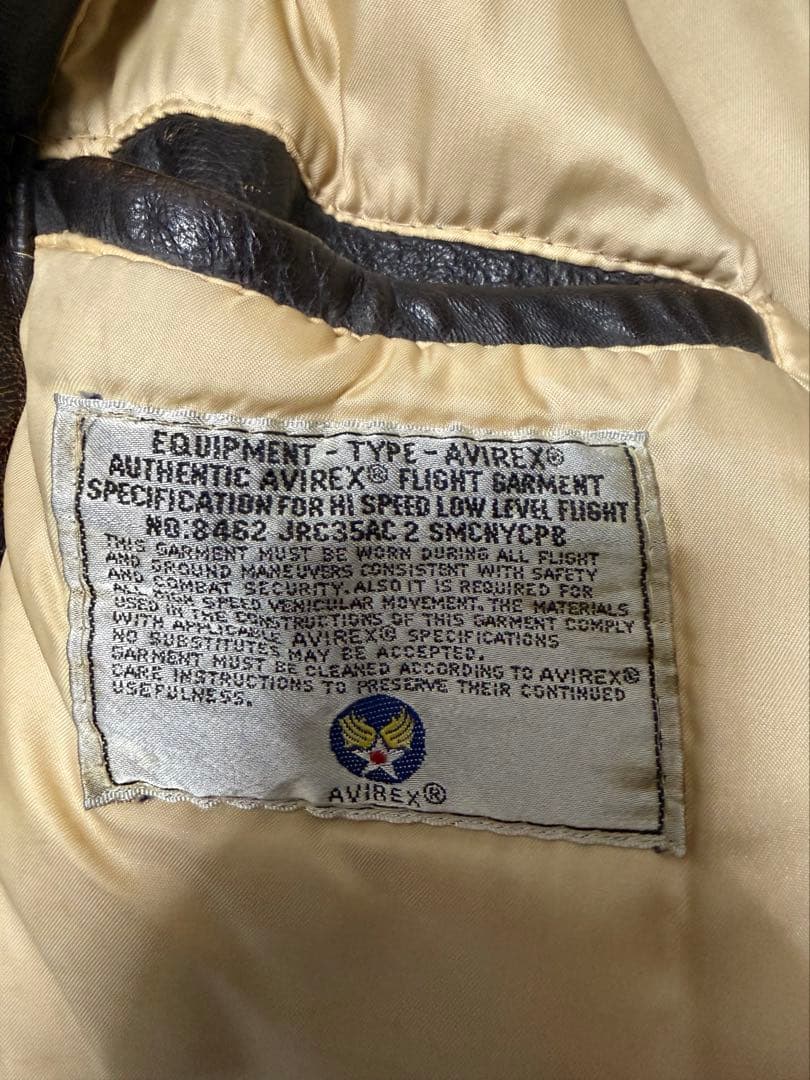 EQUIPMENT - TYPE - AVIREX®
AUTHENTIC AVIREX® FLIGHT GARMENT
SPECIFICATION FOR HI SPEED LOW LEVEL FLIGHT
NO:8462 JRC35AC 2 SMCNYCPB
THIS GARMENT MUST BE WORN DURING ALL FLIGHT
AND GROUND MANEUVERS CONSISTENT WITH SAFETY
AND COMBAT SECURITY. ALSO IT IS REQUIRED FOR
ALL HIGH SPEED VEHICULAR MOVEMENT. THE MATERIALS
USED IN THE CONSTRUCTIONS OF THIS GARMENT COMPLY
WITH APPLICABLE AVIREX® SPECIFICATIONS
NO SUBSTITUTES MAY BE ACCEPTED.
GARMENT MUST BE CLEANED ACCORDING TO AVIREX®
CARE INSTRUCTIONS TO PRESERVE THEIR CONTINUED
USEFULNESS.
AVIREX®